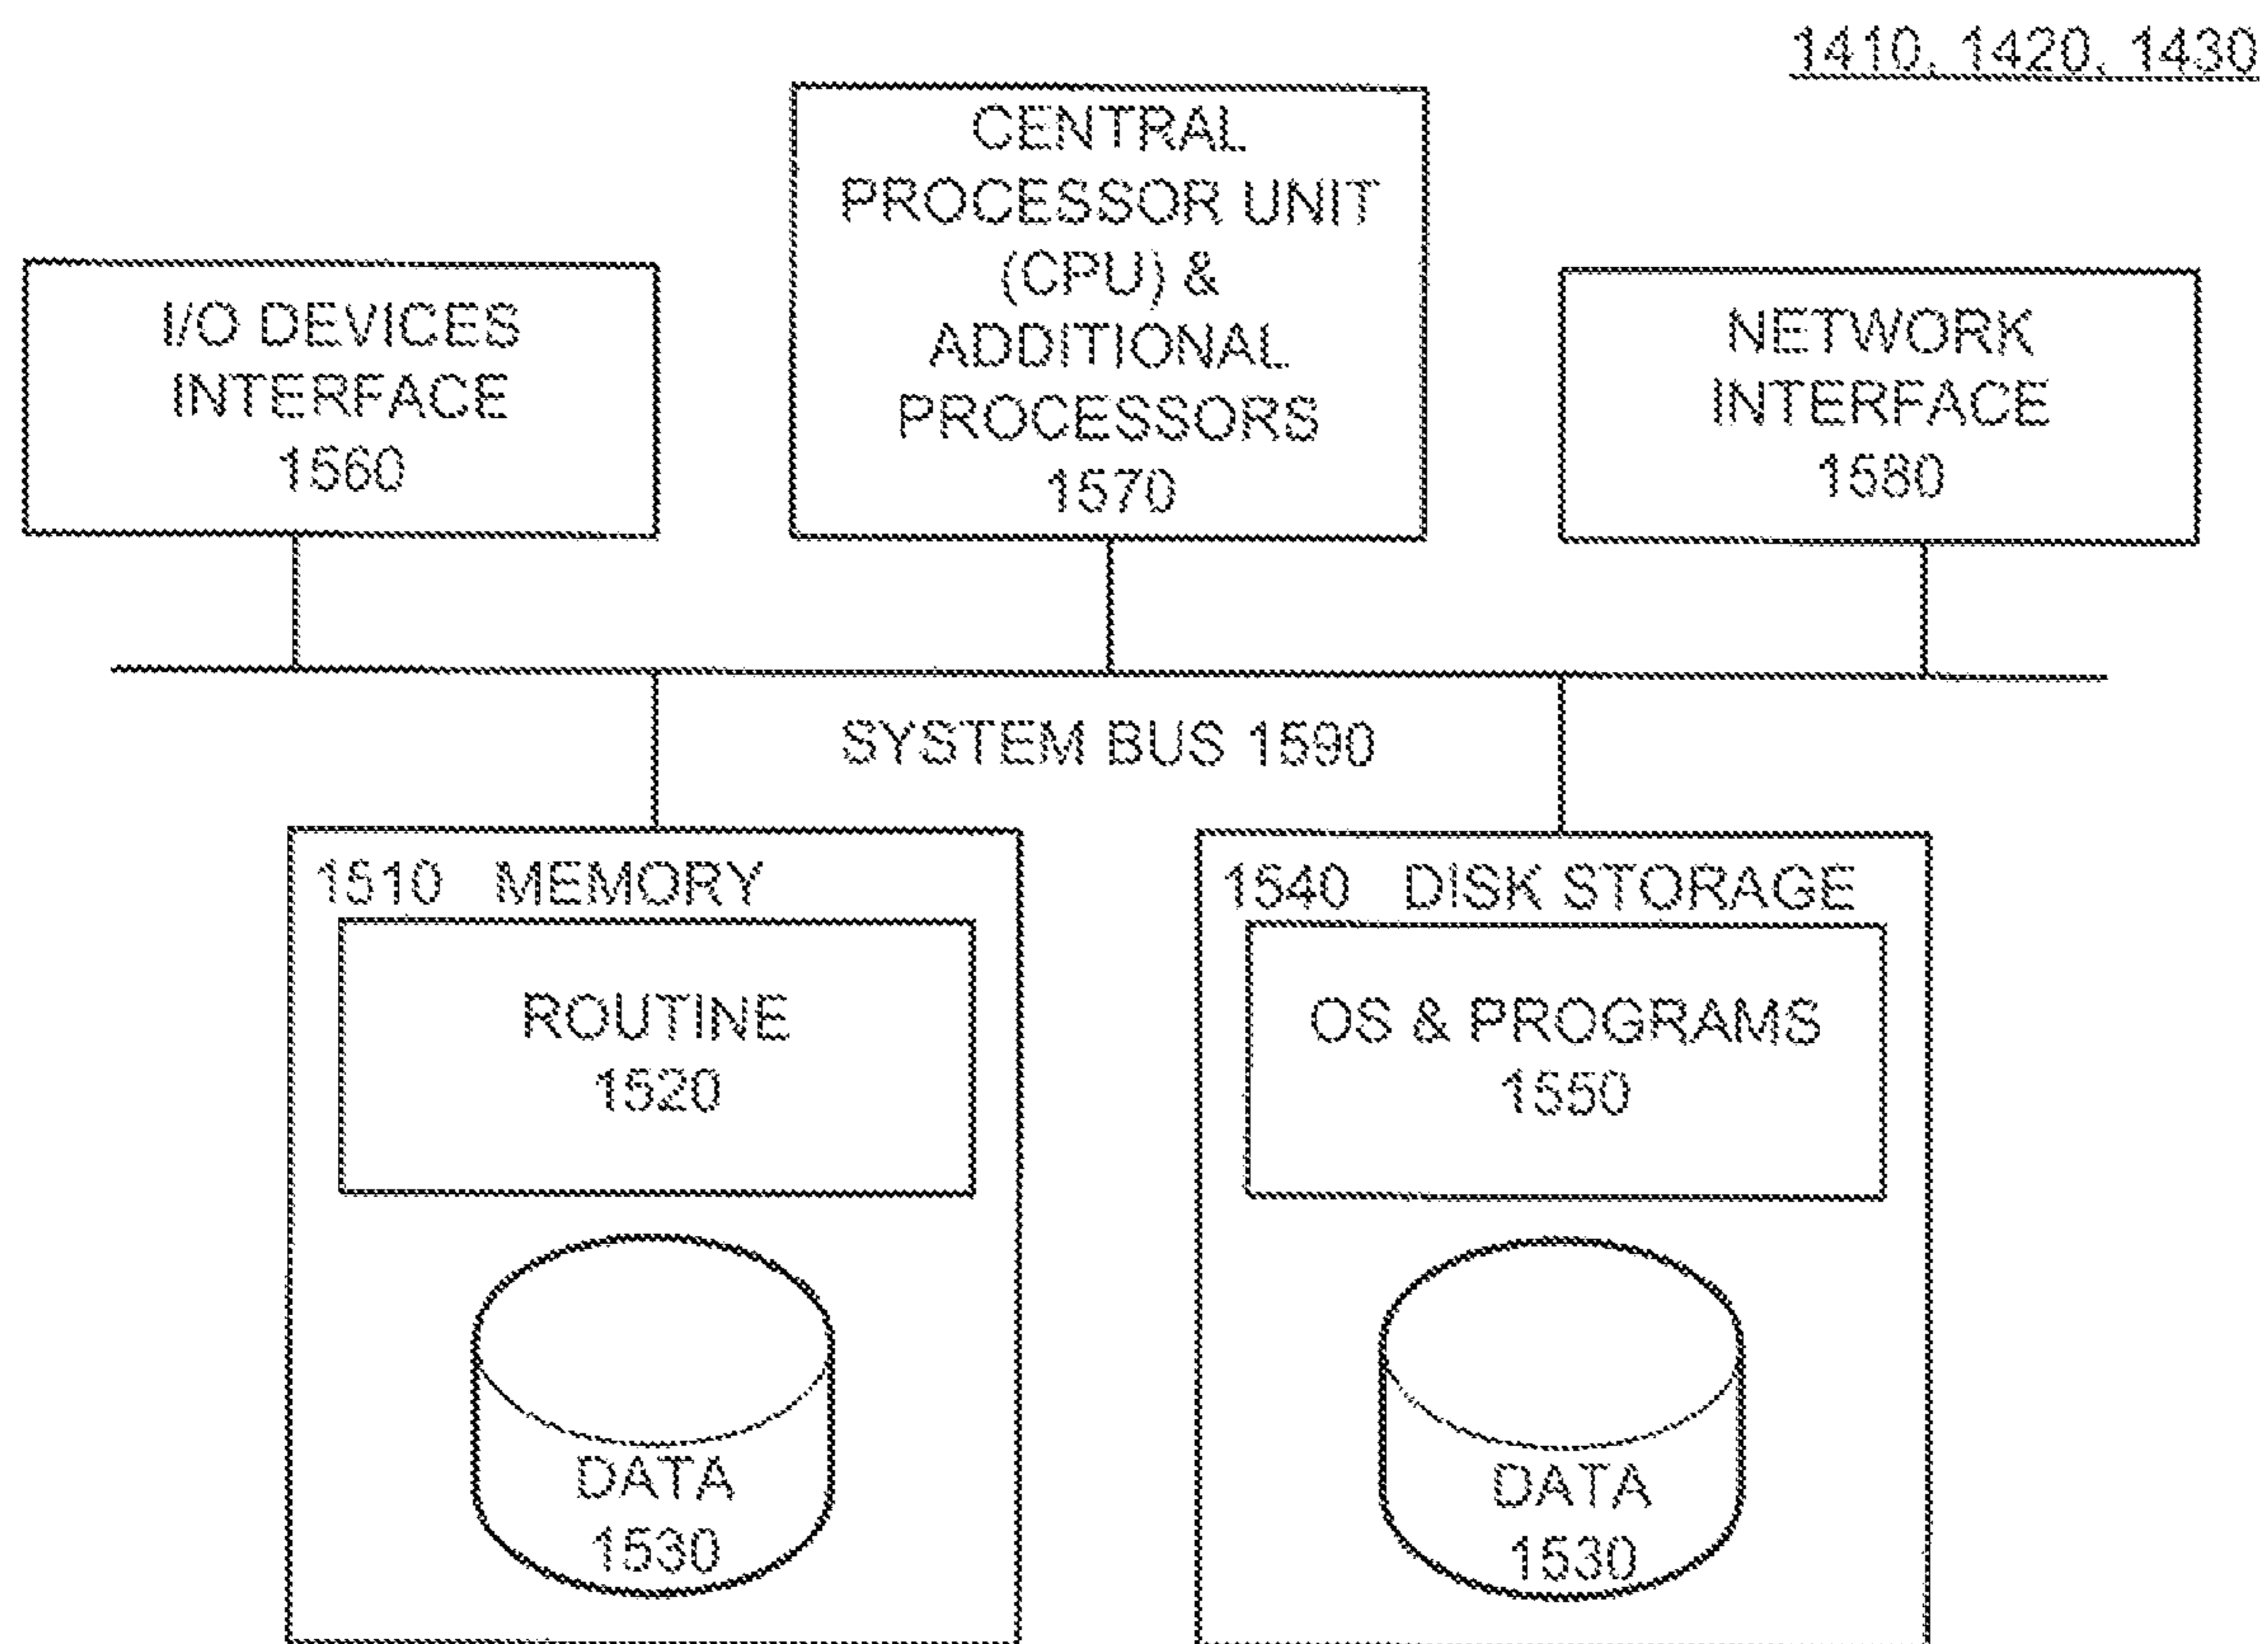 1410, 1420, 1430
CENTRAL
PROCESSOR UNIT
(CPU) &
ADDITIONAL
PROCESSORS
1570
I/O DEVICES
INTERFACE
1560
NETWORK
INTERFACE
1580
SYSTEM BUS 1590
1510 MEMORY
ROUTINE
1520
DATA
1530
1540 DISK STORAGE
OS & PROGRAMS
1550
DATA
1530